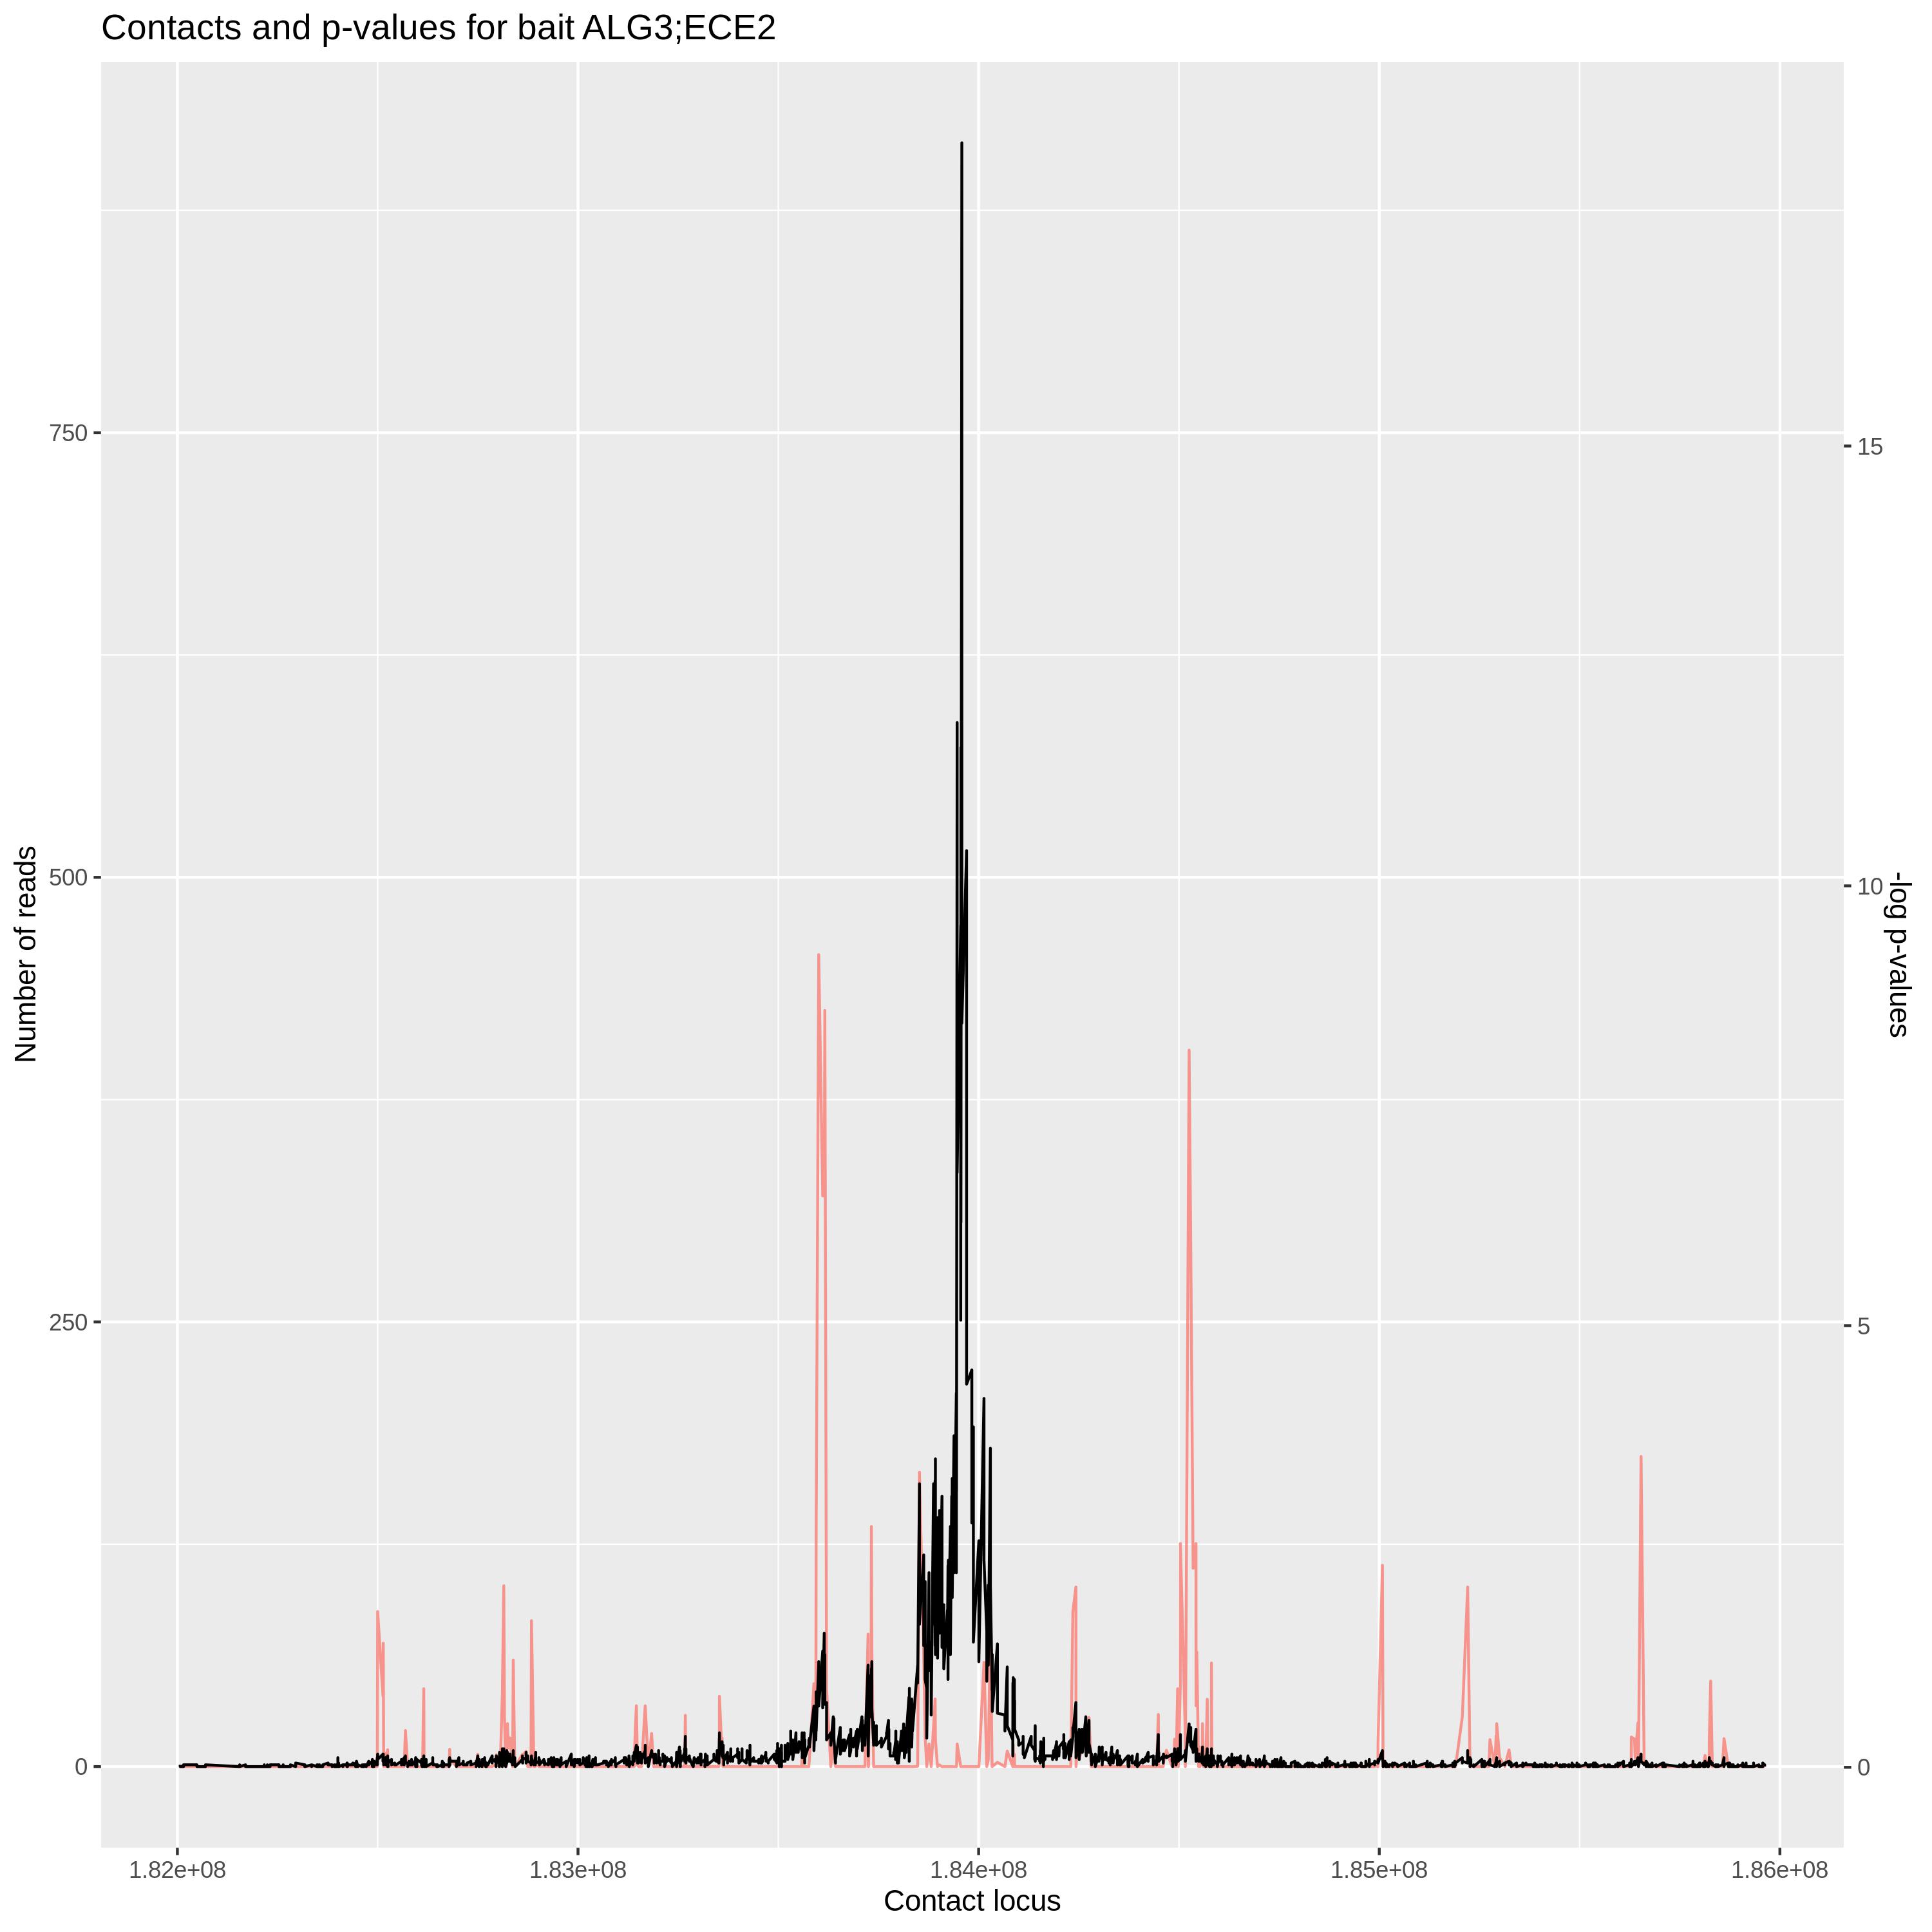 Contacts and p-values for bait ALG3;ECE2
750
500
250
0
Number of reads
15
10
5
0
-log p-values
1.82e+08
1.83e+08
1.84e+08
1.85e+08
1.86e+08
Contact locus